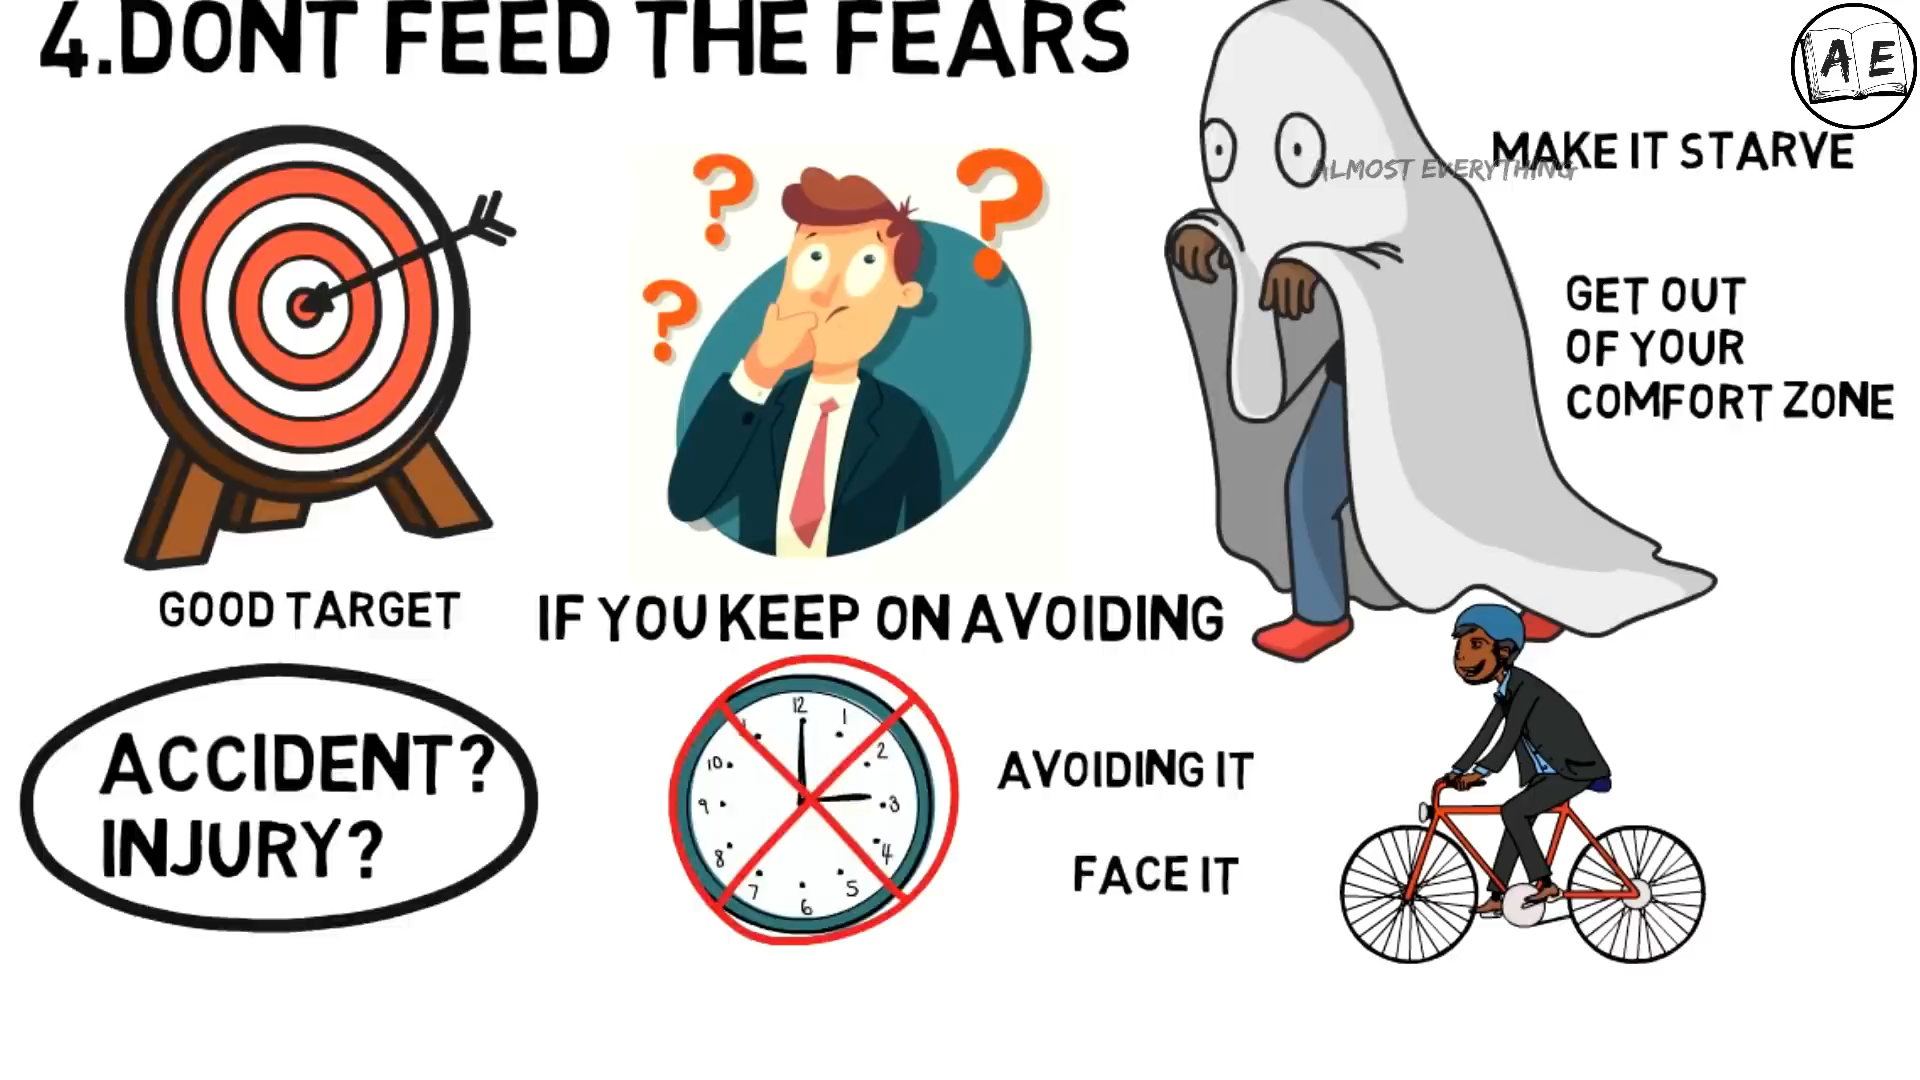 4.DONT FEED THE FEARS
A E
MAKE IT STARVE
ALMOST EVERYTHING
GET OUT
OF YOUR
COMFORT ZONE
GOOD TARGET
IF YOU KEEP ON AVOIDING
ACCIDENT?
INJURY?
12
1
2
3
4
5
6
7
8
9
10
AVOIDING IT
FACE IT